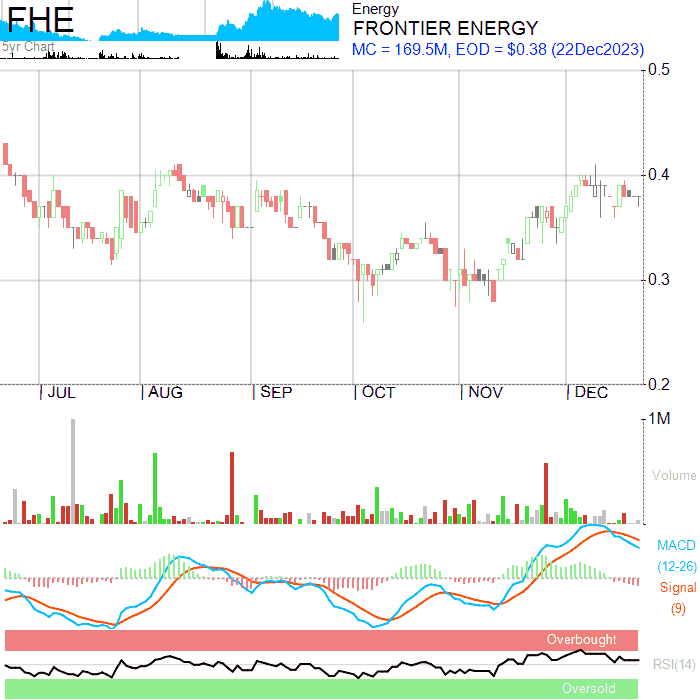 FHE
5yr Chart
Energy
FRONTIER ENERGY
MC = 169.5M, EOD = $0.38 (22Dec2023)
0.5
0.4
0.3
0.2
JUL AUG SEP OCT NOV DEC
1M
Volume
MACD
(12-26)
Signal
(9)
Overbought
RSI(14)
Oversold